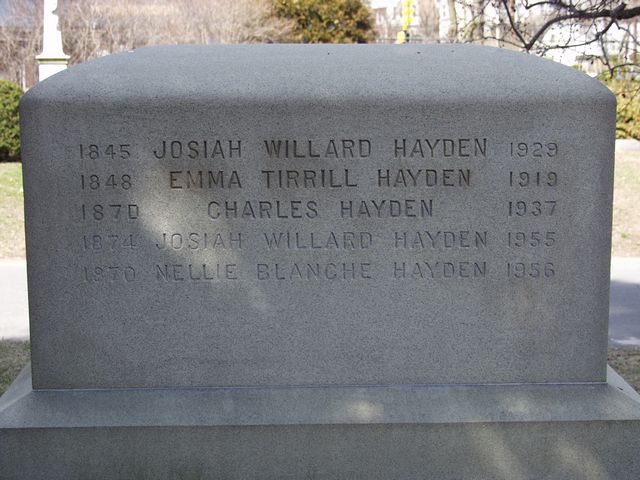 1845 JOSIAH WILLARD HAYDEN 1929
1848 EMMA TIRRILL HAYDEN 1919
1870 CHARLES HAYDEN 1937
1874 JOSIAH WILLARD HAYDEN 1955
1870 NELLIE BLANCHE HAYDEN 1956